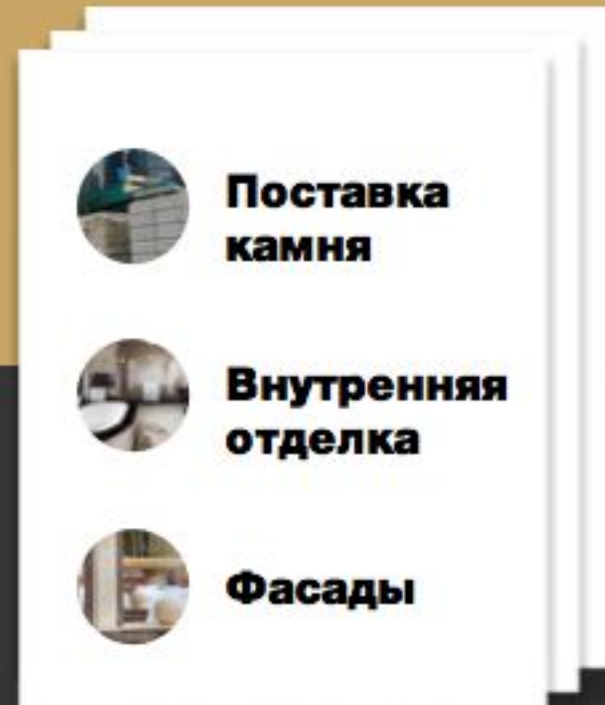 Поставка
камня
Внутренняя
отделка
Фасады